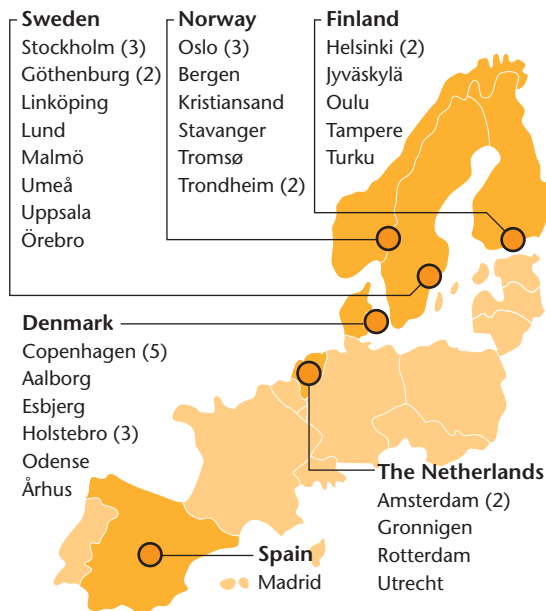 Sweden
Stockholm (3)
Göthenburg (2)
Linköping
Lund
Malmö
Umeå
Uppsala
Örebro
Norway
Oslo (3)
Bergen
Kristiansand
Stavanger
Tromsø
Trondheim (2)
Finland
Helsinki (2)
Jyväskylä
Oulu
Tampere
Turku
Denmark
Copenhagen (5)
Aalborg
Esbjerg
Holstebro (3)
Odense
Århus
The Netherlands
Amsterdam (2)
Gronnigen
Rotterdam
Utrecht
Spain
Madrid